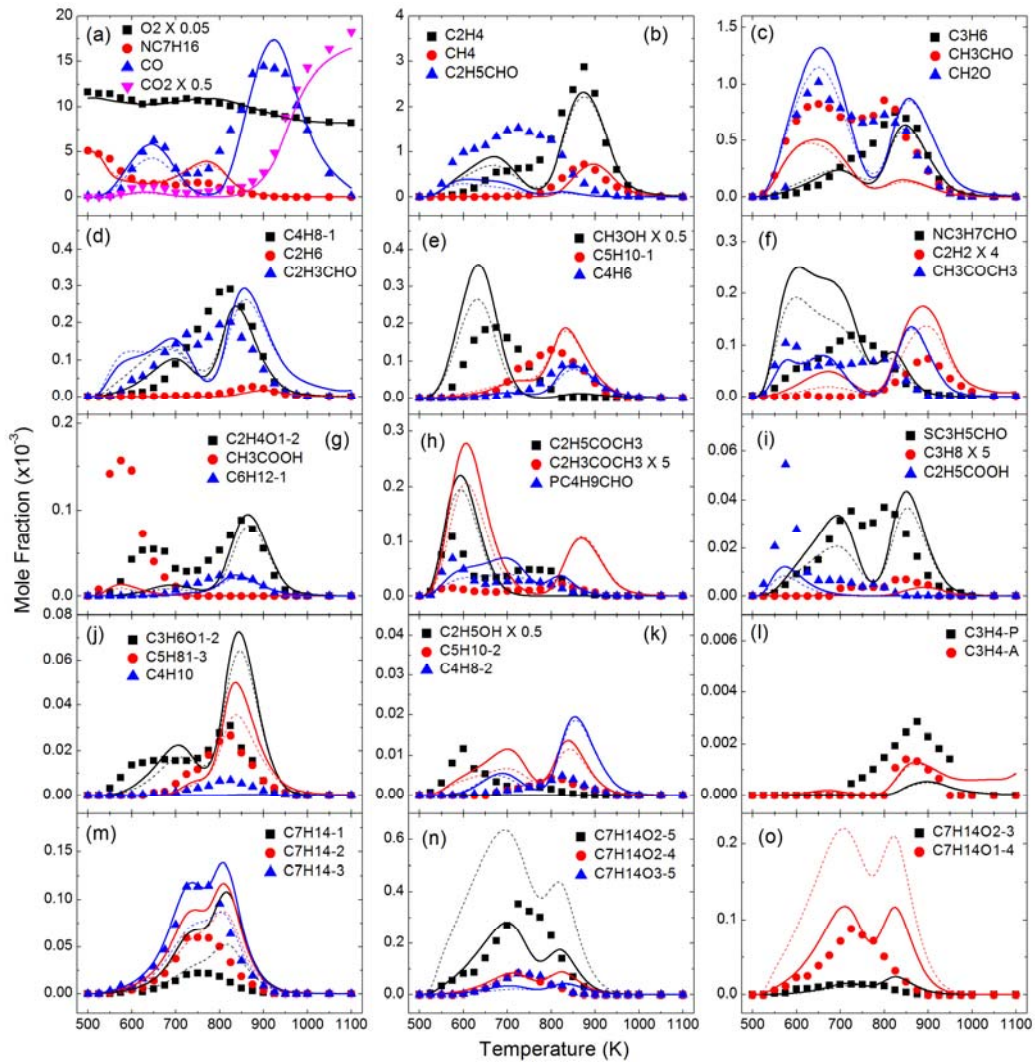 (a)
O2 X 0.05
NC7H16
CO
CO2 X 0.5
20
15
10
5
0
(b)
C2H4
CH4
C2H5CHO
4
3
2
1
0
(c)
C3H6
CH3CHO
CH2O
1.5
1.0
0.5
0.0
(d)
C4H8-1
C2H6
C2H3CHO
0.4
0.3
0.2
0.1
0.0
(e)
CH3OH X 0.5
C5H10-1
C4H6
0.4
0.3
0.2
0.1
0.0
(f)
NC3H7CHO
C2H2 X 4
CH3COCH3
0.3
0.2
0.1
0.0
(g)
C2H4O1-2
CH3COOH
C6H12-1
0.2
0.1
0.0
(h)
C2H5COCH3
C2H3COCH3 X 5
PC4H9CHO
0.3
0.2
0.1
0.0
(i)
SC3H5CHO
C3H8 X 5
C2H5COOH
0.06
0.04
0.02
0.00
(j)
C3H6O1-2
C5H81-3
C4H10
0.08
0.06
0.04
0.02
0.00
(k)
C2H5OH X 0.5
C5H10-2
C4H8-2
0.04
0.03
0.02
0.01
0.00
(l)
C3H4-P
C3H4-A
0.006
0.004
0.002
0.000
(m)
C7H14-1
C7H14-2
C7H14-3
0.20
0.15
0.10
0.05
0.00
(n)
C7H14O2-5
C7H14O2-4
C7H14O3-5
0.6
0.4
0.2
0.0
(o)
C7H14O2-3
C7H14O1-4
0.2
0.1
0.0
500 600 700 800 900 1000 1100
500 600 700 800 900 1000 1100
500 600 700 800 900 1000 1100
Mole Fraction (x10-3)
Temperature (K)